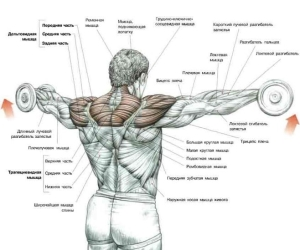 Дельтовидная
мышца
Передняя часть
Средняя часть
Задняя часть
Ременная
мышца
Мышца,
поднимающая
лопатку
Грудино-ключично-
сосцевидная мышца
Короткий лучевой разгибатель
запястья
Разгибатель пальцев
Локтевая
мышца
Плечевая мышца
Бицепс плеча
Длинный лучевой
разгибатель запястья
Плечелучевая мышца
Трапециевидная
мышца
Верхняя часть
Средняя часть
Нижняя часть
Широчайшая мышца
спины
Локтевой сгибатель
запястья
Трицепс плеча
Большая круглая мышца
Малая круглая мышца
Подостная мышца
Ромбовидная мышца
Передняя зубчатая мышца
Наружная косая мышца живота